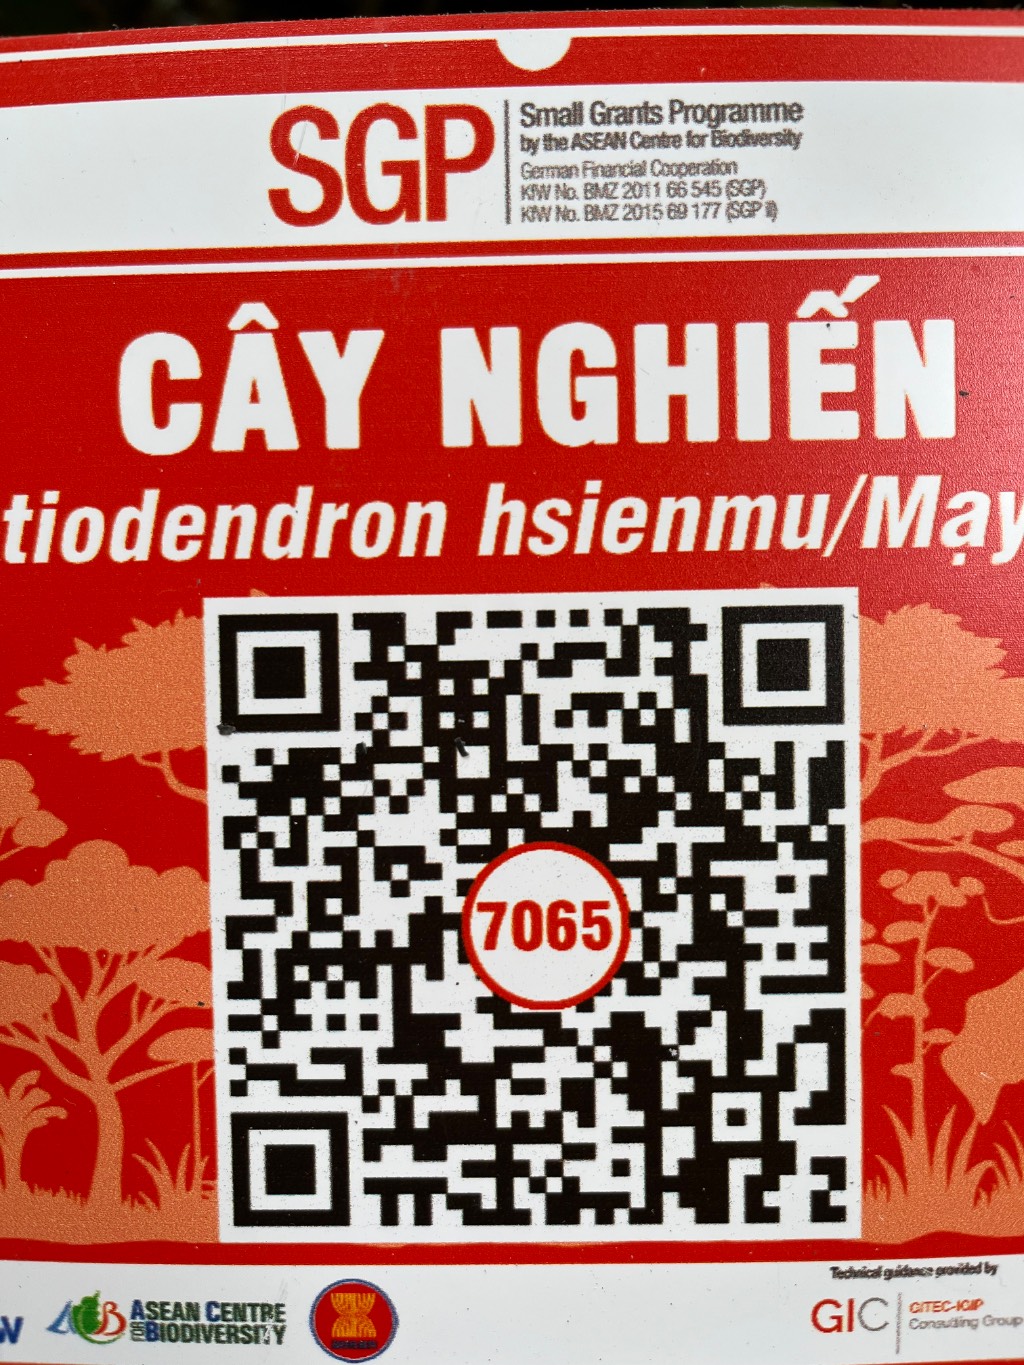 SGP
Small Grants Programme
by the ASEAN Centre for Biodiversity
German Financial Cooperation
KfW No. BMZ 2011 66 545 (SGP)
KfW No. BMZ 2015 69 177 (SGP II)
CÂY NGHIẾN
tiodendron hsienmu/Mạy
7065
W
ACB
ASEAN CENTRE
FOR BIODIVERSITY
Technical guidance provided by
GIC
GITEC-IGIP
Consulting Group